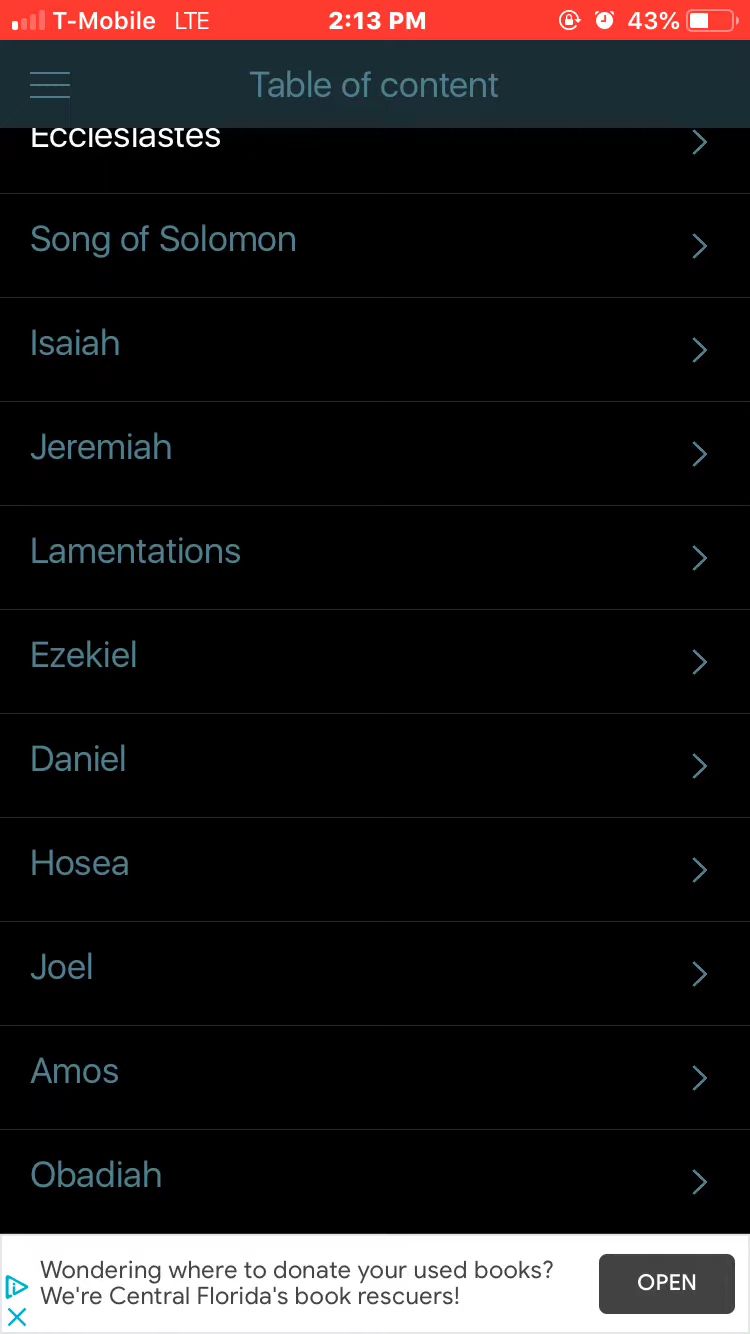 T-Mobile LTE 2:13 PM 43%
Table of content
Ecclesiastes
Song of Solomon
Isaiah
Jeremiah
Lamentations
Ezekiel
Daniel
Hosea
Joel
Amos
Obadiah
Wondering where to donate your used books?
We're Central Florida's book rescuers!
OPEN